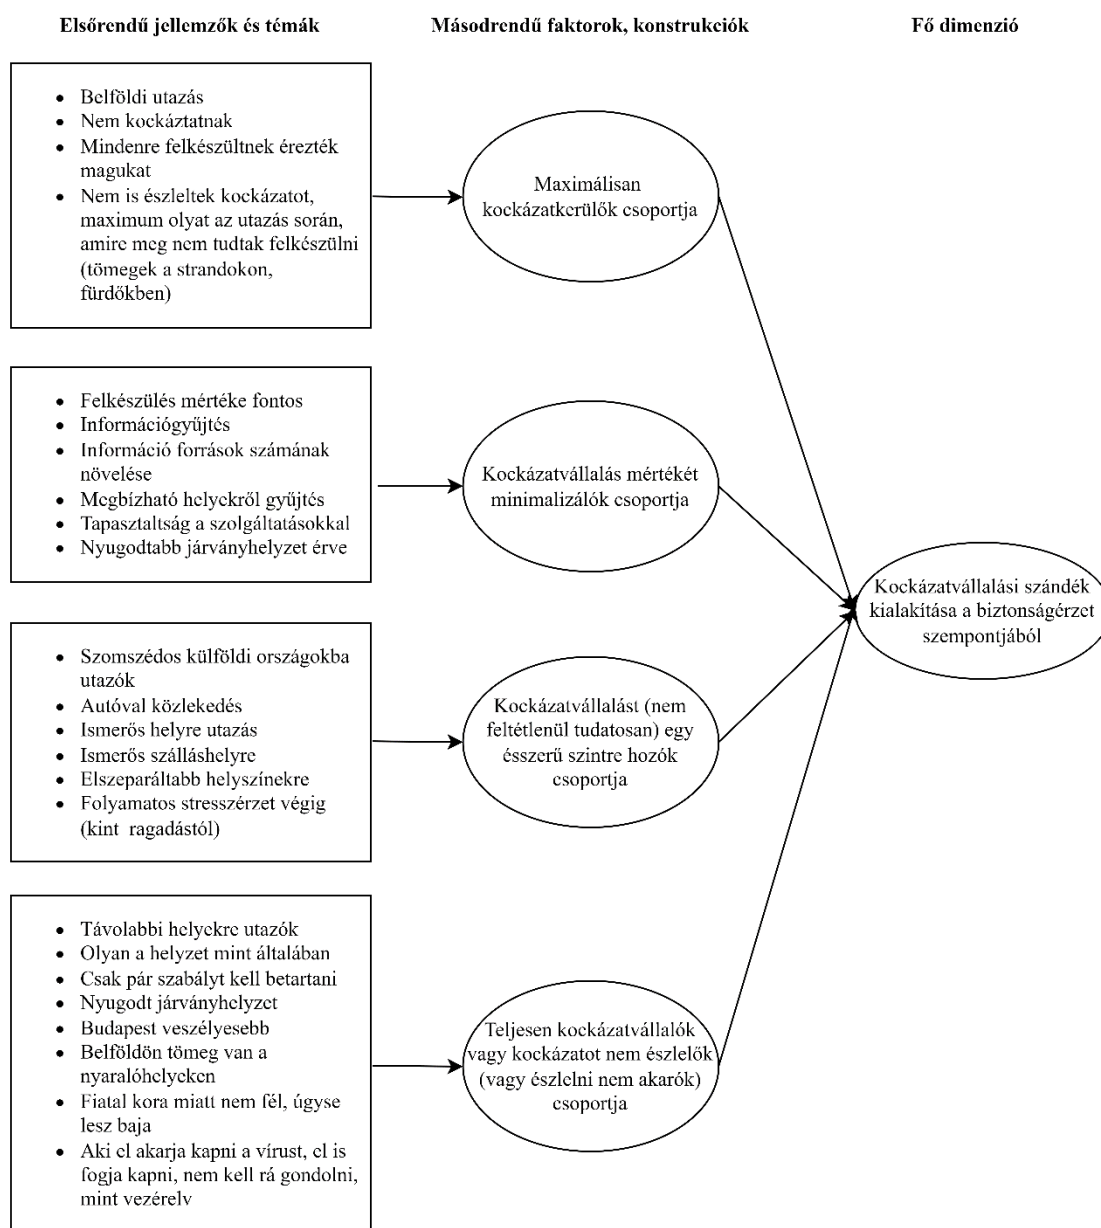 Elsőrendű jellemzők és témák
Másodrendű faktorok, konstrukciók
Fő dimenzió
• Belföldi utazás
• Nem kockáztatnak
• Mindenre felkészültnek érezték
magukat
• Nem is észleltek kockázatot,
maximum olyat az utazás során,
amire meg nem tudtak felkészülni
(tömegek a strandokon,
fürdőkben)
Maximálisan
kockázatkerülők csoportja
• Felkészülés mértéke fontos
• Információgyűjtés
• Információ források számának
növelése
• Megbízható helyekről gyűjtés
• Tapasztaltság a szolgáltatásokkal
• Nyugodtabb járványhelyzet érve
Kockázatvállalás mértékét
minimalizálók csoportja
• Szomszédos külföldi országokba
utazók
• Autóval közlekedés
• Ismerős helyre utazás
• Ismerős szálláshelyre
• Elszeparáltabb helyszínekre
• Folyamatos stresszérzet végig
(kint ragadástól)
Kockázatvállalást (nem
feltétlenül tudatosan) egy
ésszerű szintre hozók
csoportja
• Távolabbi helyekre utazók
• Olyan a helyzet mint általában
• Csak pár szabályt kell betartani
• Nyugodt járványhelyzet
• Budapest veszélyesebb
• Belföldön tömeg van a
nyaralóhelyeken
• Fiatal kora miatt nem fél, úgyse
lesz baja
• Aki el akarja kapni a vírust, el is
fogja kapni, nem kell rá gondolni,
mint vezérelv
Teljesen kockázatvállalók
vagy kockázatot nem észlelők
(vagy észlelni nem akarók)
csoportja
Kockázatvállalási szándék
kialakítása a biztonságérzet
szempontjából